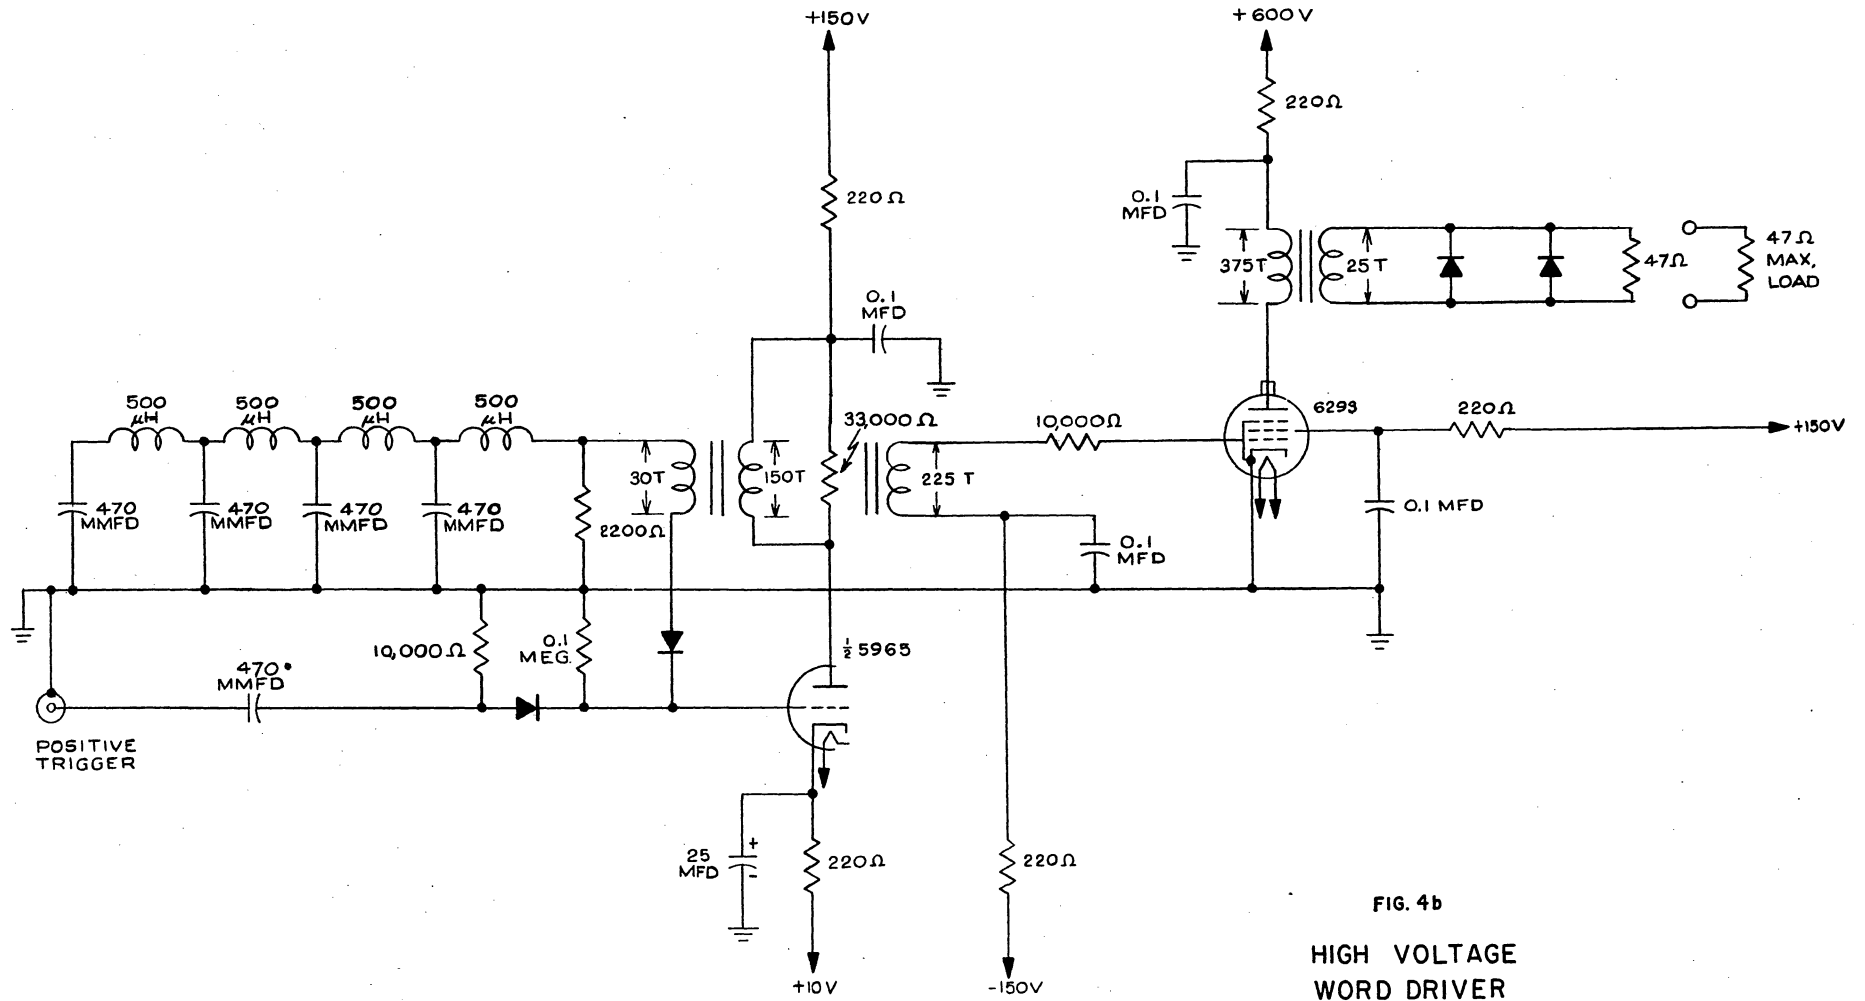 +150V
+600V
220Ω
220Ω
0.1
MFD
375T
25T
47Ω
47Ω
MAX,
LOAD
0.1
MFD
500
μH
500
μH
500
μH
500
μH
33,000Ω
10,000Ω
6293
220Ω
+150V
30T
150T
225T
470
MMFD
470
MMFD
470
MMFD
470
MMFD
2200Ω
0.1 MFD
0.1
MFD
10,000Ω
0.1
MEG.
½ 5965
470
MMFD
POSITIVE
TRIGGER
25
MFD
+
-
220Ω
220Ω
+10V
-150V
FIG. 4b
HIGH VOLTAGE
WORD DRIVER